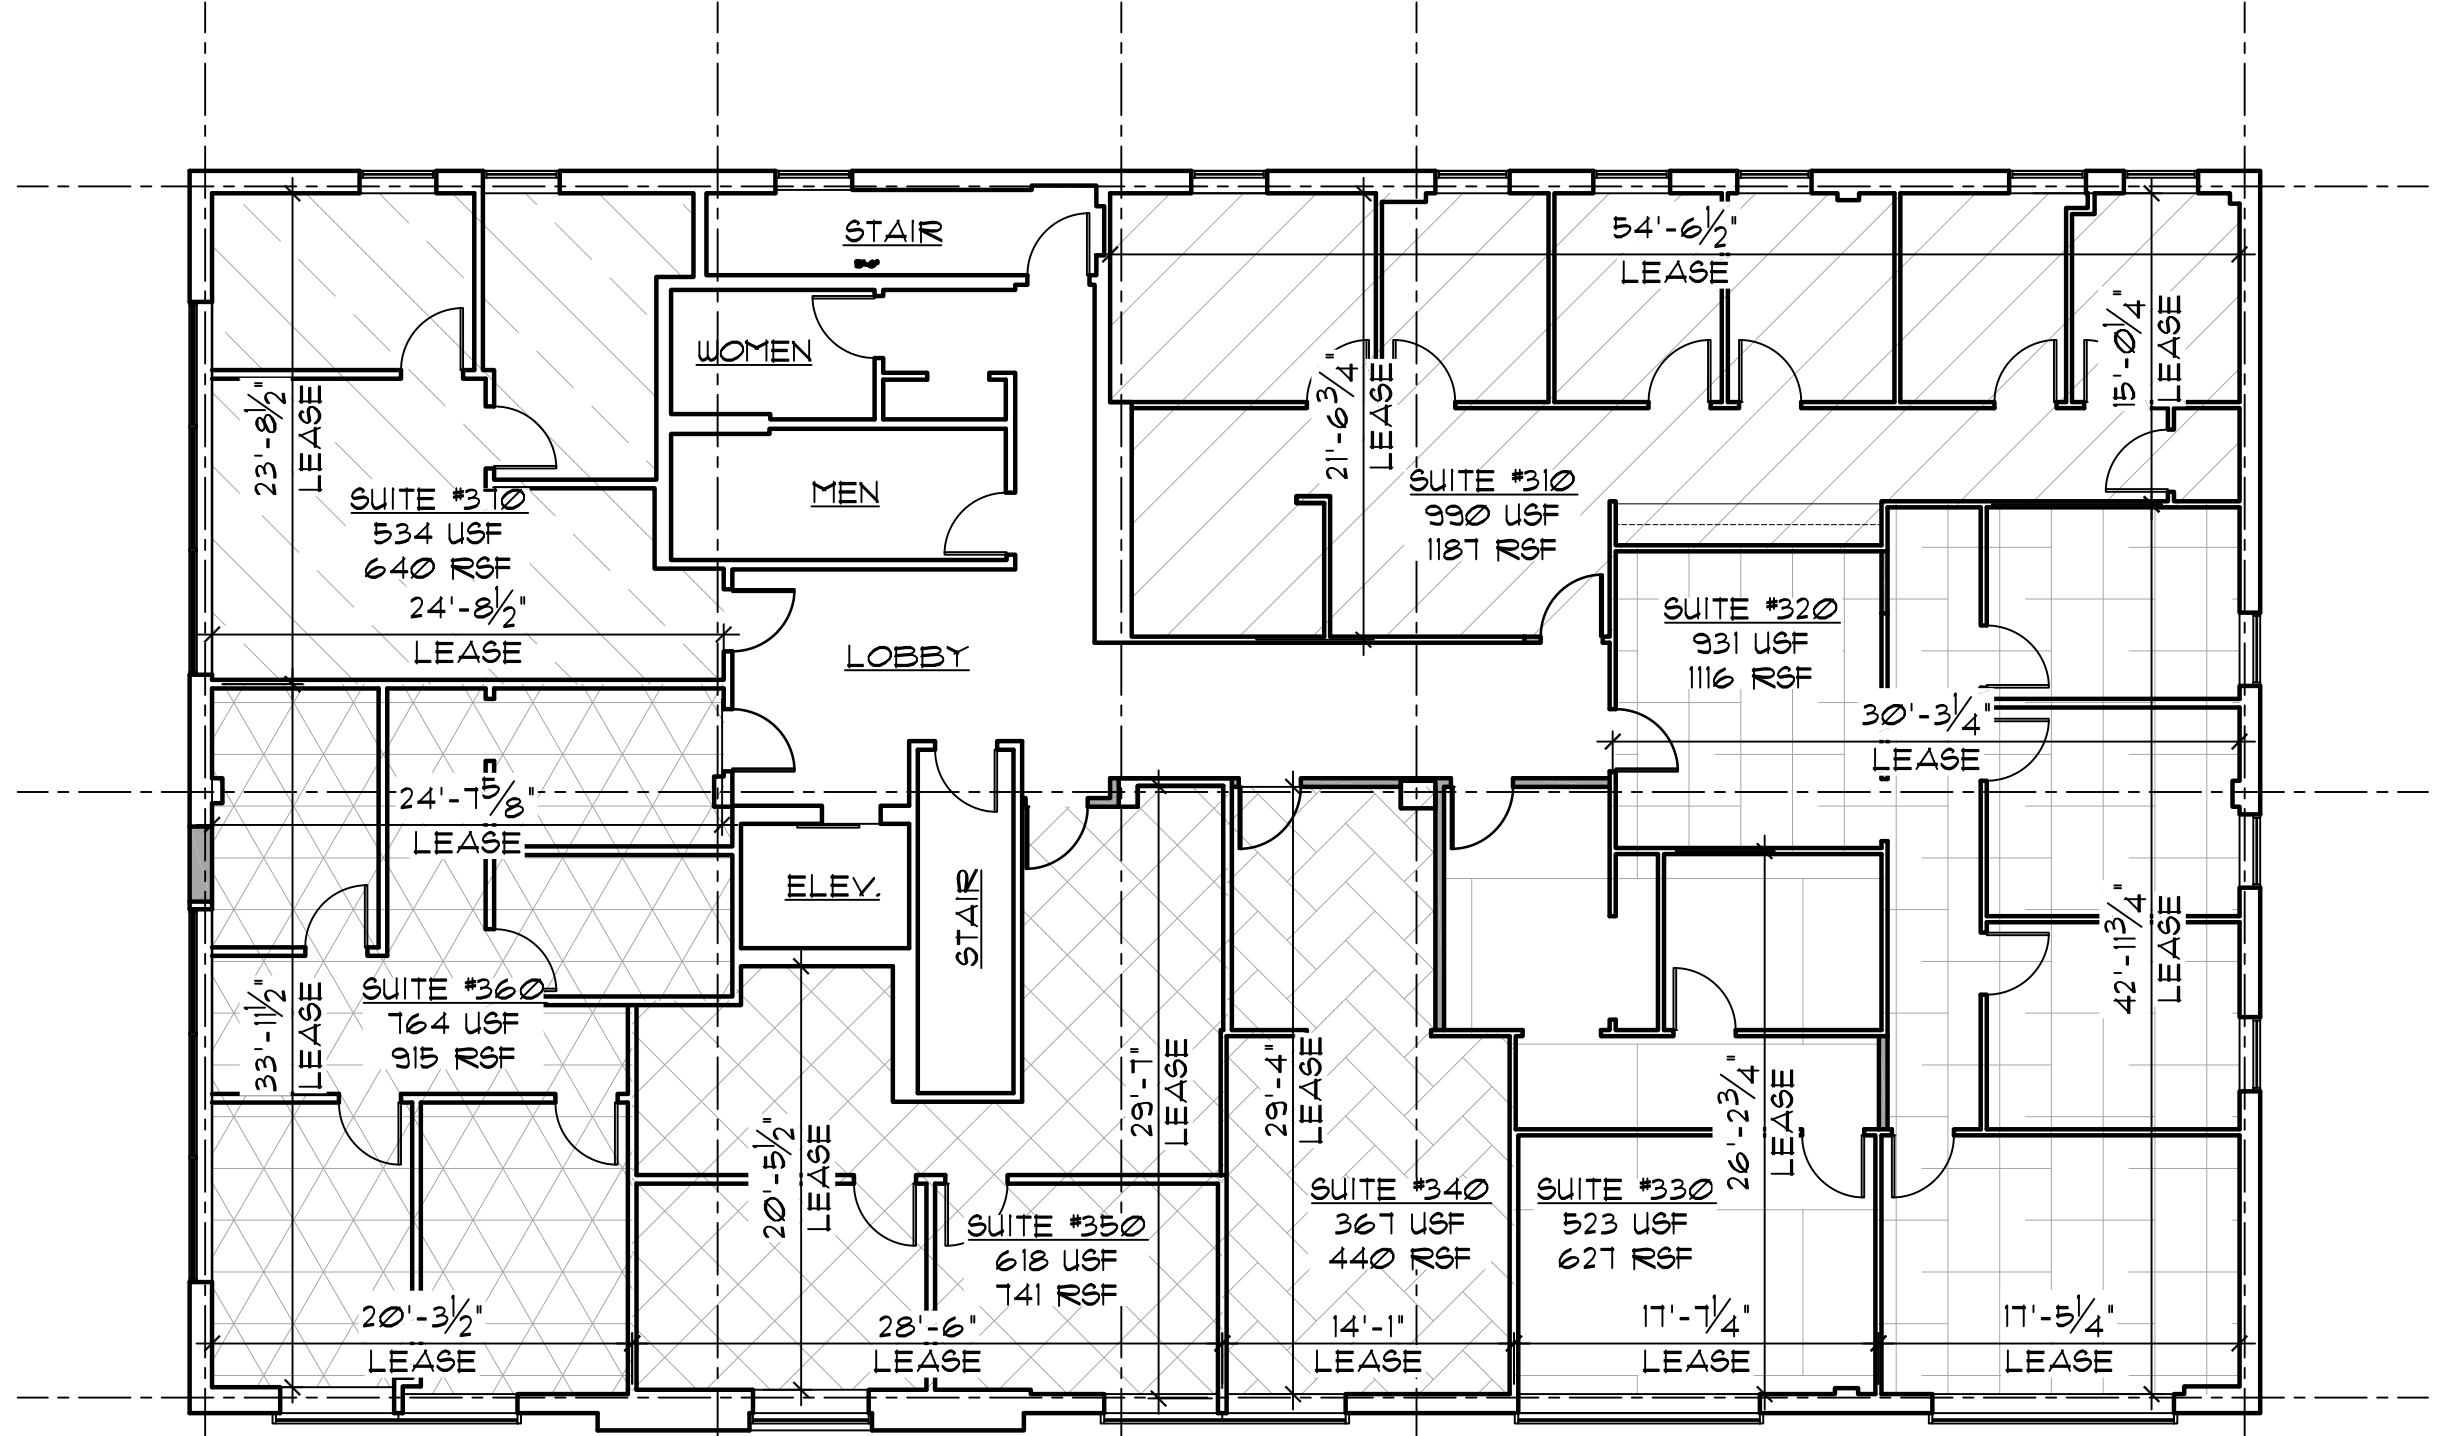 STAIR
54'-6½"
LEASE
WOMEN
15'-0¼"
LEASE
23'-8½"
LEASE
21'-6¾"
LEASE
MEN
SUITE #370
534 USF
640 RSF
24'-8½"
LEASE
SUITE #310
990 USF
1187 RSF
SUITE #320
931 USF
1116 RSF
LOBBY
30'-3¼"
LEASE
24'-7⅝"
LEASE
ELEV.
STAIR
42'-11¾"
LEASE
SUITE #360
764 USF
915 RSF
33'-11½"
LEASE
29'-7"
LEASE
29'-4"
LEASE
26'-2¾"
LEASE
20'-5½"
LEASE
SUITE #350
618 USF
741 RSF
SUITE #340
367 USF
440 RSF
SUITE #330
523 USF
627 RSF
20'-3½"
LEASE
28'-6"
LEASE
14'-1"
LEASE
17'-7¼"
LEASE
17'-5¼"
LEASE